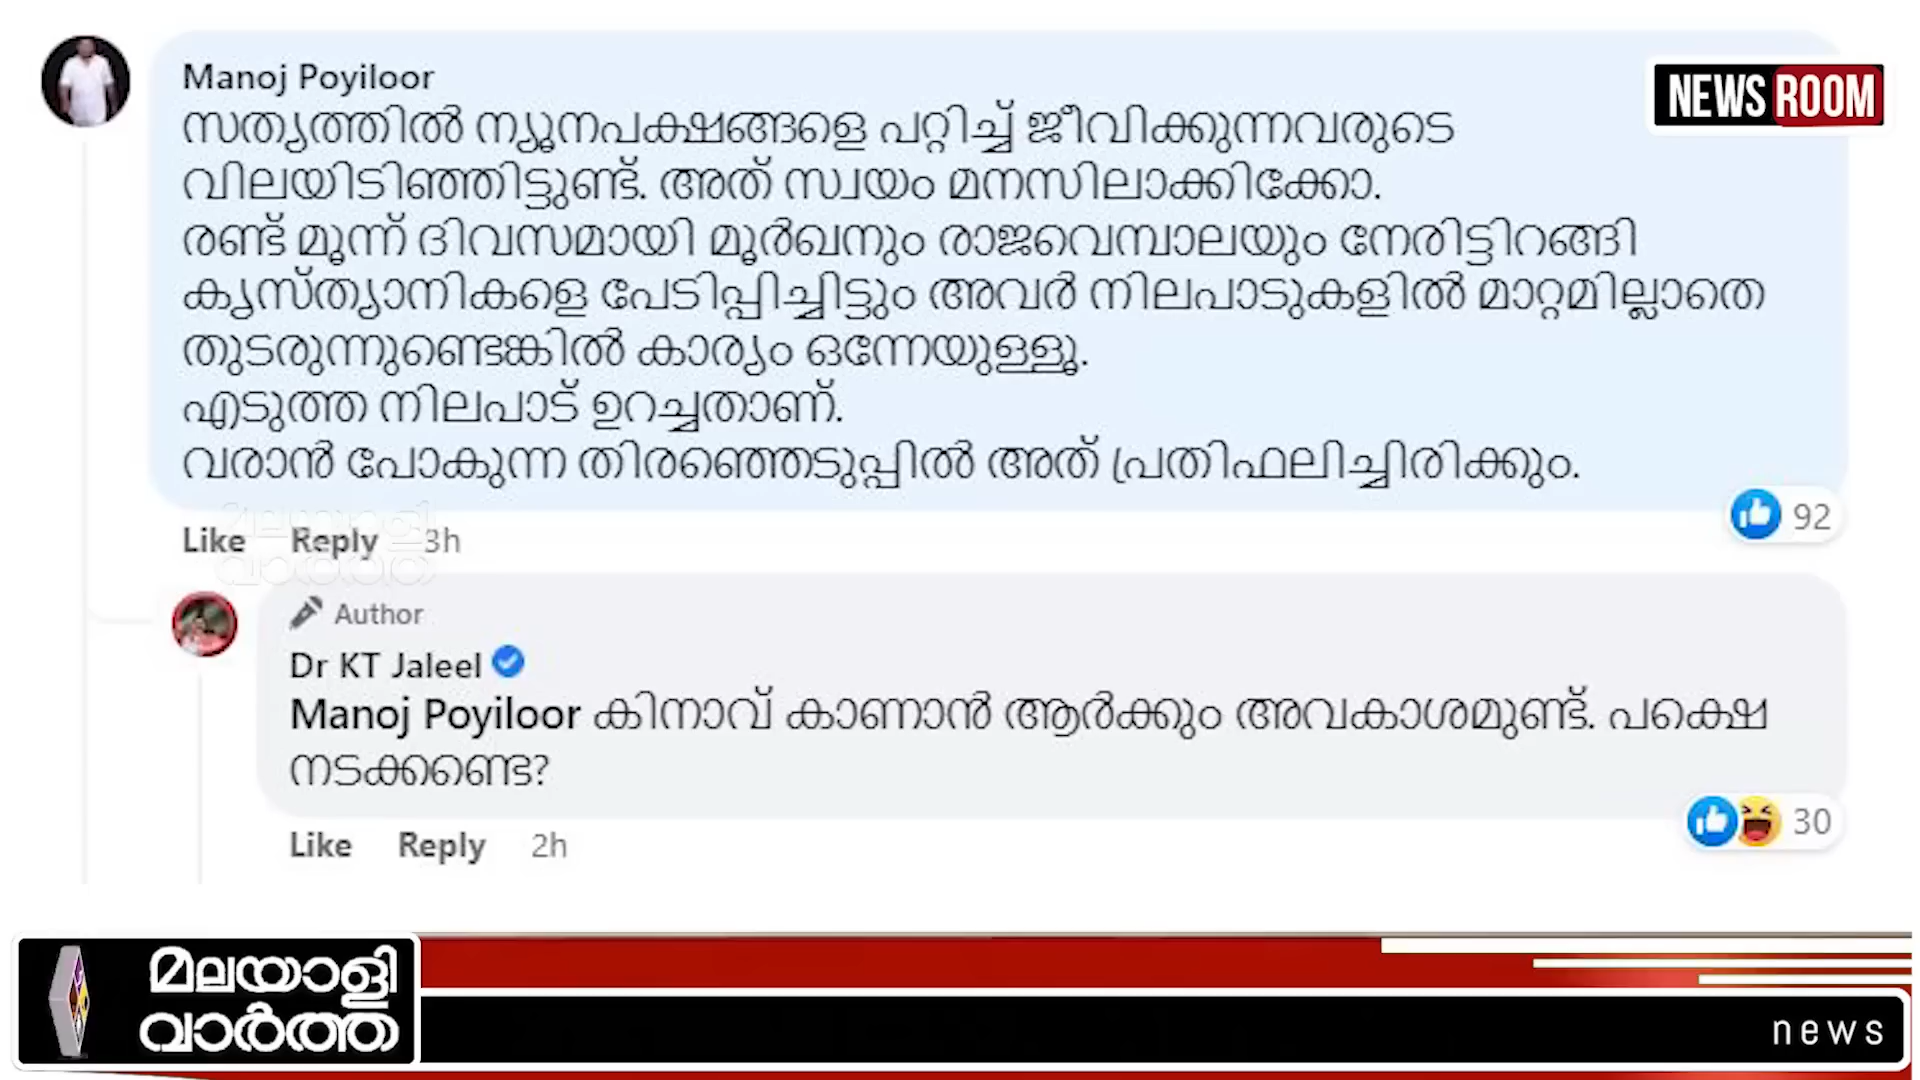 Manoj Poyiloor
NEWS ROOM
സത്യത്തിൽ ന്യൂനപക്ഷങ്ങളെ പറ്റിച്ച് ജീവിക്കുന്നവരുടെ
വിലയിടിഞ്ഞിട്ടുണ്ട്. അത് സ്വയം മനസിലാക്കിക്കോ.
രണ്ട് മൂന്ന് ദിവസമായി മൂർഖനും രാജവെമ്പാലയും നേരിട്ടിറങ്ങി
കൃസ്ത്യാനികളെ പേടിപ്പിച്ചിട്ടും അവർ നിലപാടുകളിൽ മാറ്റമില്ലാതെ
തുടരുന്നുണ്ടെങ്കിൽ കാര്യം ഒന്നേയുള്ളൂ.
എടുത്ത നിലപാട് ഉറച്ചതാണ്.
വരാൻ പോകുന്ന തിരഞ്ഞെടുപ്പിൽ അത് പ്രതിഫലിച്ചിരിക്കും.
92
Like Reply 3h
മലയാളി
വാർത്ത
Author
Dr KT Jaleel
Manoj Poyiloor കിനാവ് കാണാൻ ആർക്കും അവകാശമുണ്ട്. പക്ഷെ
നടക്കണ്ടെ?
30
Like Reply 2h
മലയാളി
വാർത്ത
news